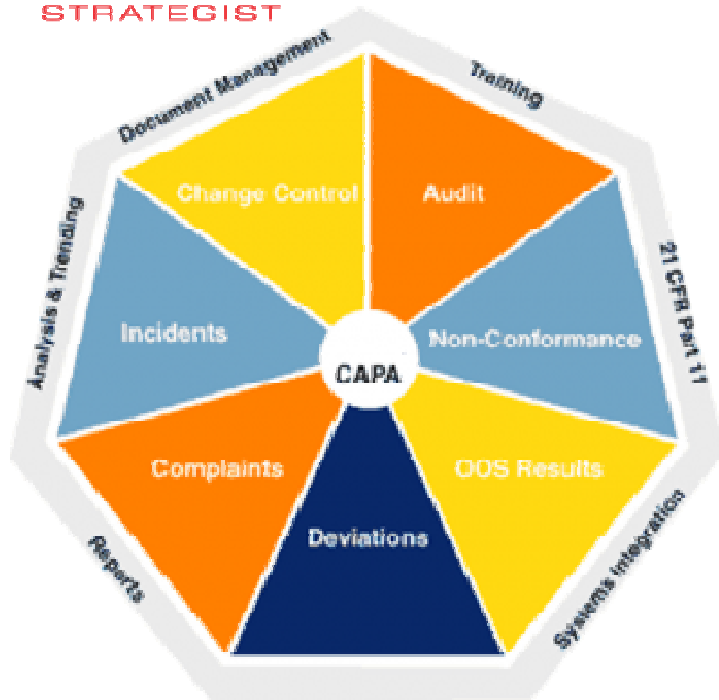 STRATEGIST
Document Management
Training
Change Control
Audit
Analysis & Trending
21 CFR Part 11
Incidents
Non-Conformance
CAPA
Complaints
OOS Results
Deviations
Reports
Systems Integration